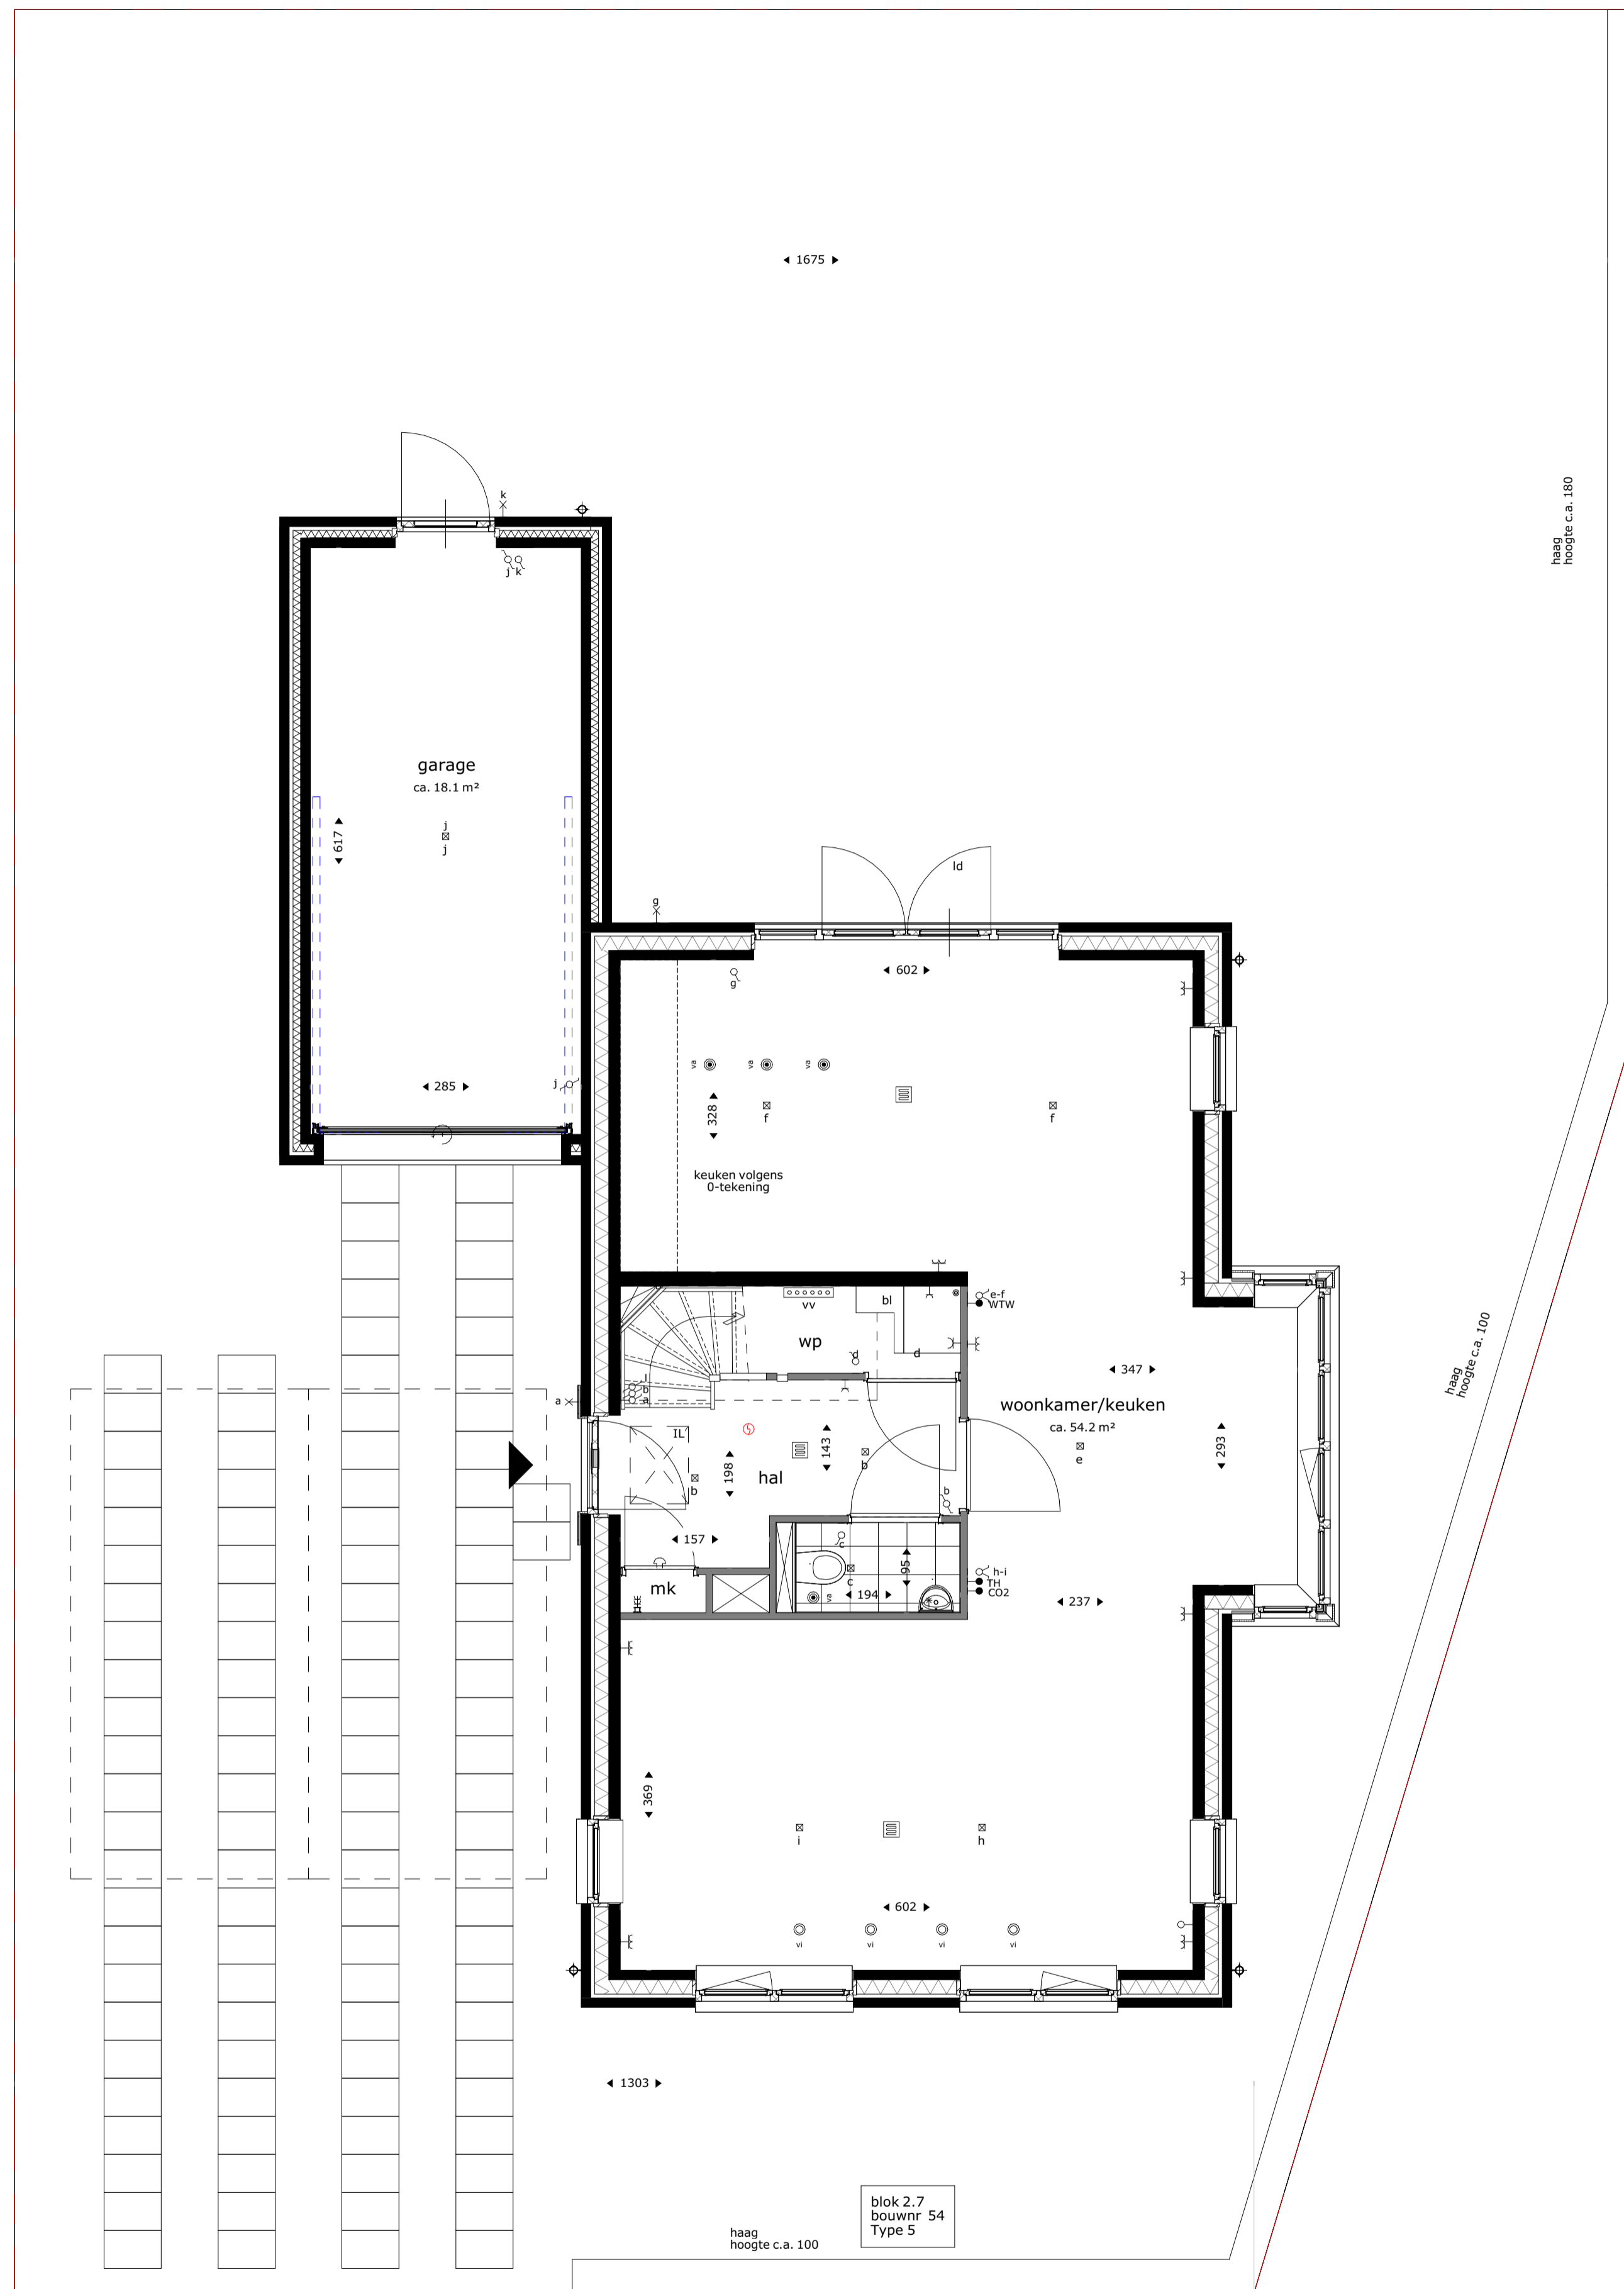 1675
haag
hoogte c.a. 180
k
j k
garage
ca. 18.1 m²
j
j
617
ld
g
602
g
va
va
va
285
j
328
f
f
keuken volgens
0-tekening
e-f
WTW
vv
bl
wp
d
d
347
haag
hoogte c.a. 100
l
b
a
a
woonkamer/keuken
ca. 54.2 m²
e
293
IL
143
198
hal
b
b
b
157
c
95
c
mk
va
194
h-i
TH
CO2
237
369
i
h
602
vi
vi
vi
vi
1303
blok 2.7
bouwnr 54
Type 5
haag
hoogte c.a. 100